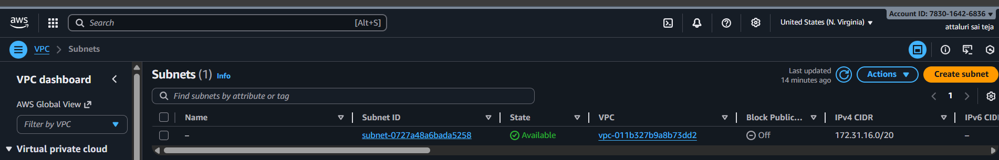 aws
Search [Alt+S]
United States (N. Virginia)
Account ID: 7830-1642-6836
attaluri sai teja
VPC Subnets
VPC dashboard
AWS Global View
Filter by VPC
Virtual private cloud
Subnets (1) Info
Last updated
14 minutes ago
Actions
Create subnet
Find subnets by attribute or tag
1
Name Subnet ID State VPC Block Public... IPv4 CIDR IPv6 CID
– subnet-0727a48a6bada5258 Available vpc-011b327b9a8b73dd2 Off 172.31.16.0/20 –